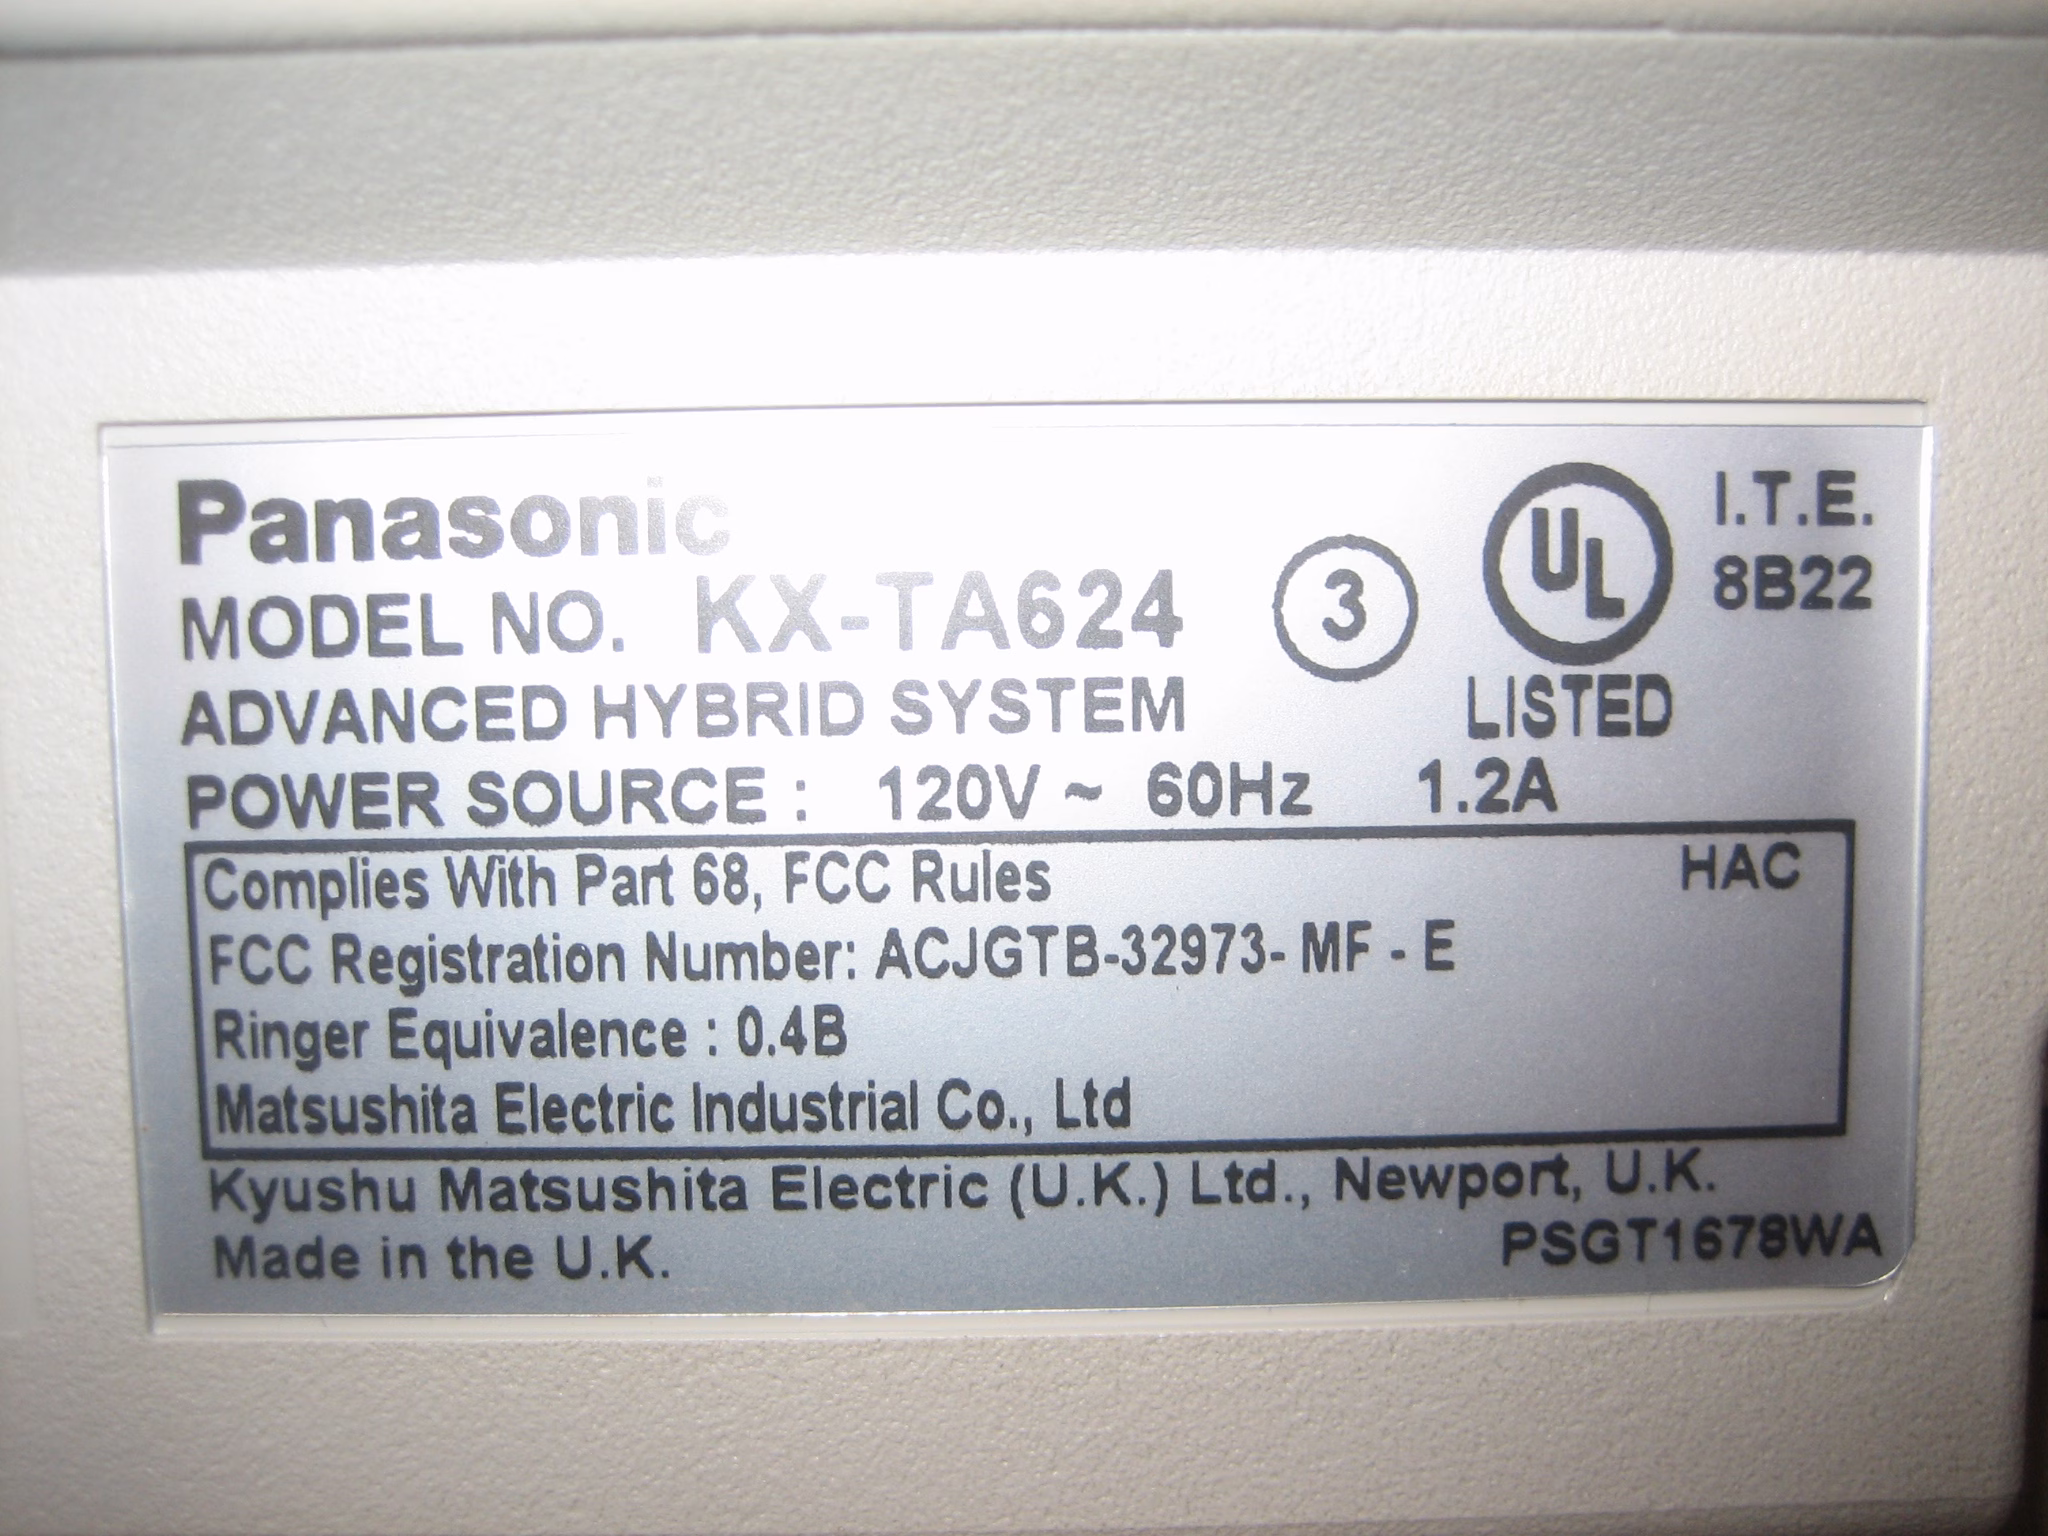 Panasonic
MODEL NO. KX-TA624
3
UL
LISTED
I.T.E.
8B22
ADVANCED HYBRID SYSTEM
POWER SOURCE : 120V ~ 60Hz 1.2A
Complies With Part 68, FCC Rules HAC
FCC Registration Number: ACJGTB-32973- MF - E
Ringer Equivalence : 0.4B
Matsushita Electric Industrial Co., Ltd
Kyushu Matsushita Electric (U.K.) Ltd., Newport, U.K.
Made in the U.K. PSGT1678WA